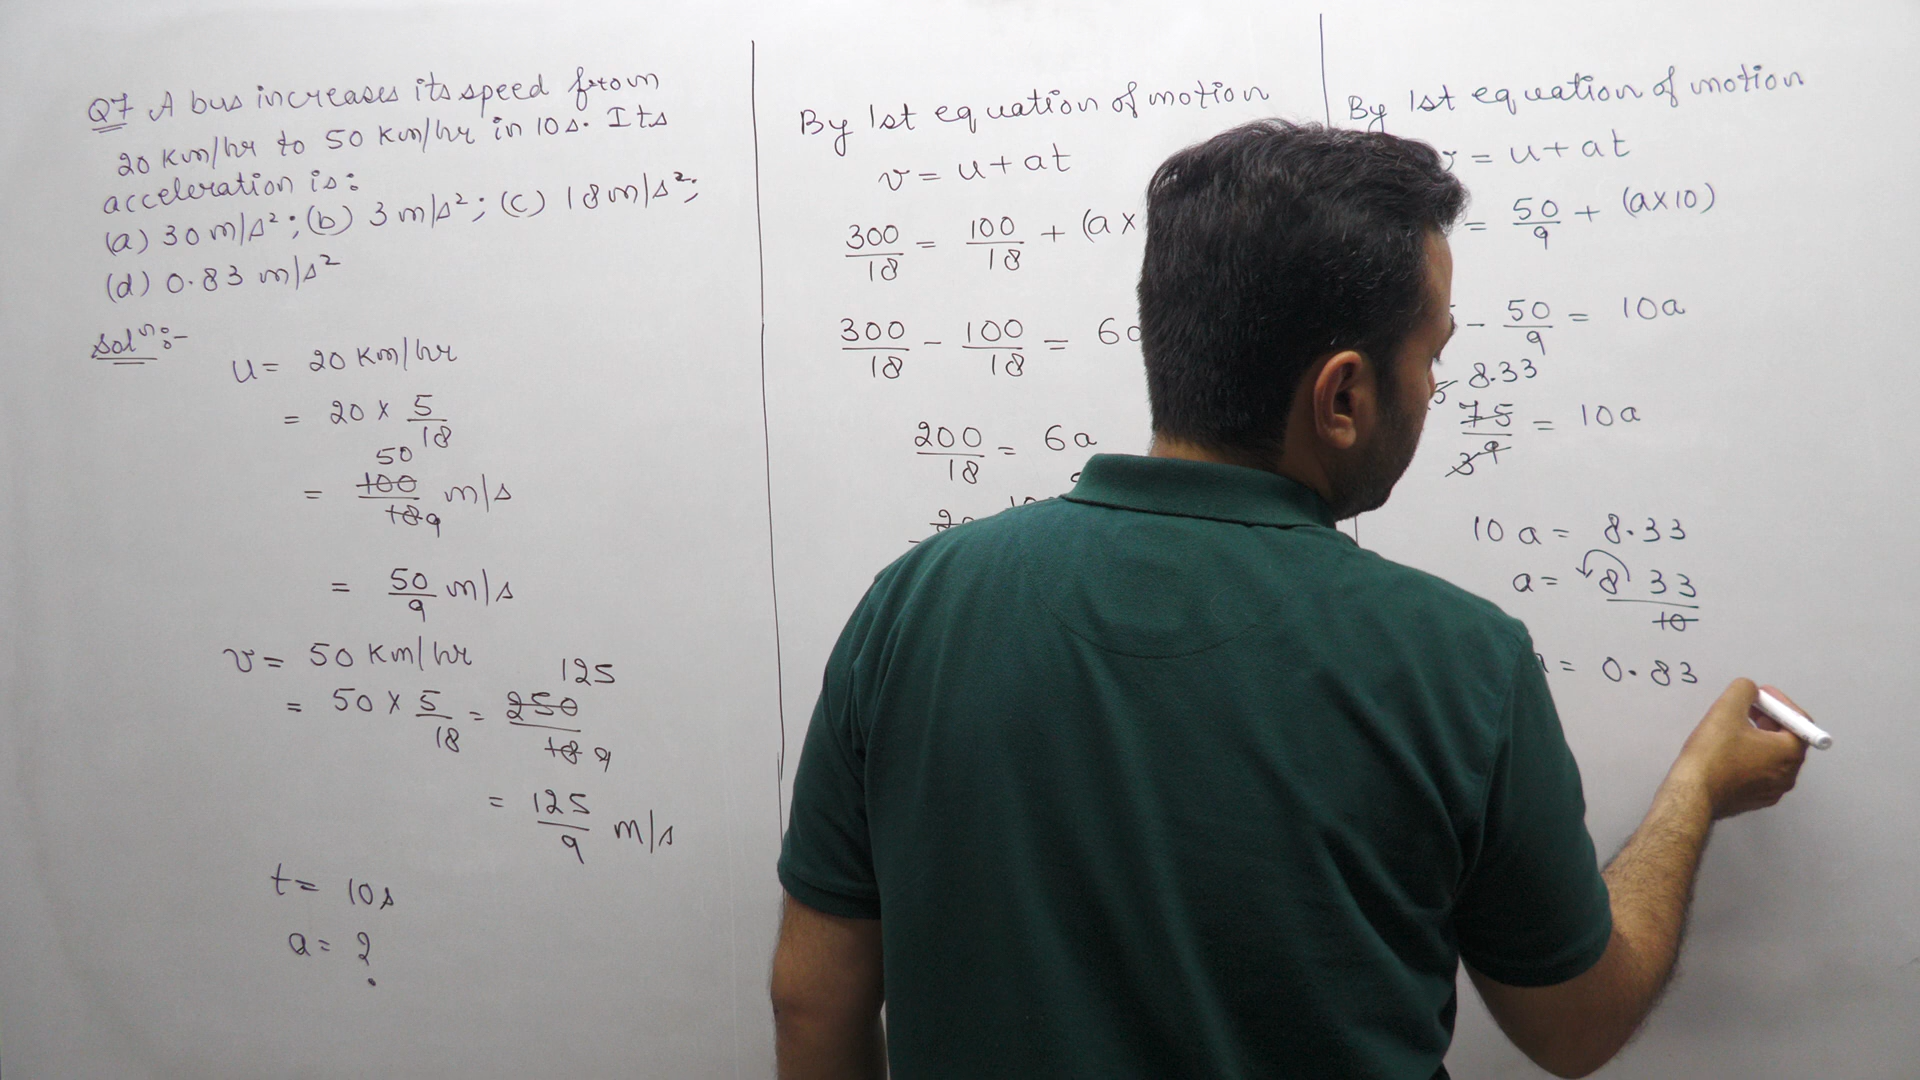 Q7 A bus increases its speed from
20 Km/hr to 50 Km/hr in 10s. Its
acceleration is:
(a) 30 m/s²; (b) 3 m/s²; (c) 18 m/s²;
(d) 0.83 m/s²
Solⁿ:-
u = 20 Km/hr
= 20 × 5/18
50
= 100/18 9 m/s
= 50/9 m/s
v = 50 Km/hr
125
= 50 × 5/18 = 250/18 9
= 125/9 m/s
t = 10s
a = ?
By 1st equation of motion
v = u + at
300/18 = 100/18 + (a ×
300/18 - 100/18 = 6a
200/18 = 6a
By 1st equation of motion
v = u + at
= 50/9 + (a×10)
- 50/9 = 10a
8.33
75/9 = 10a
3
10a = 8.33
a = 8 33/10
= 0.83